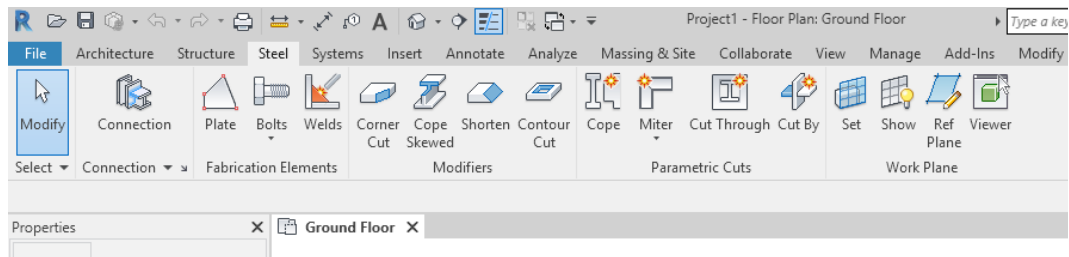 R A Project1 - Floor Plan: Ground Floor Type a key
File Architecture Structure Steel Systems Insert Annotate Analyze Massing & Site Collaborate View Manage Add-Ins Modify
Modify Connection Plate Bolts Welds Corner Cope Shorten Contour Cope Miter Cut Through Cut By Set Show Ref Viewer
Cut Skewed Cut Plane
Select Connection Fabrication Elements Modifiers Parametric Cuts Work Plane
Properties X Ground Floor X